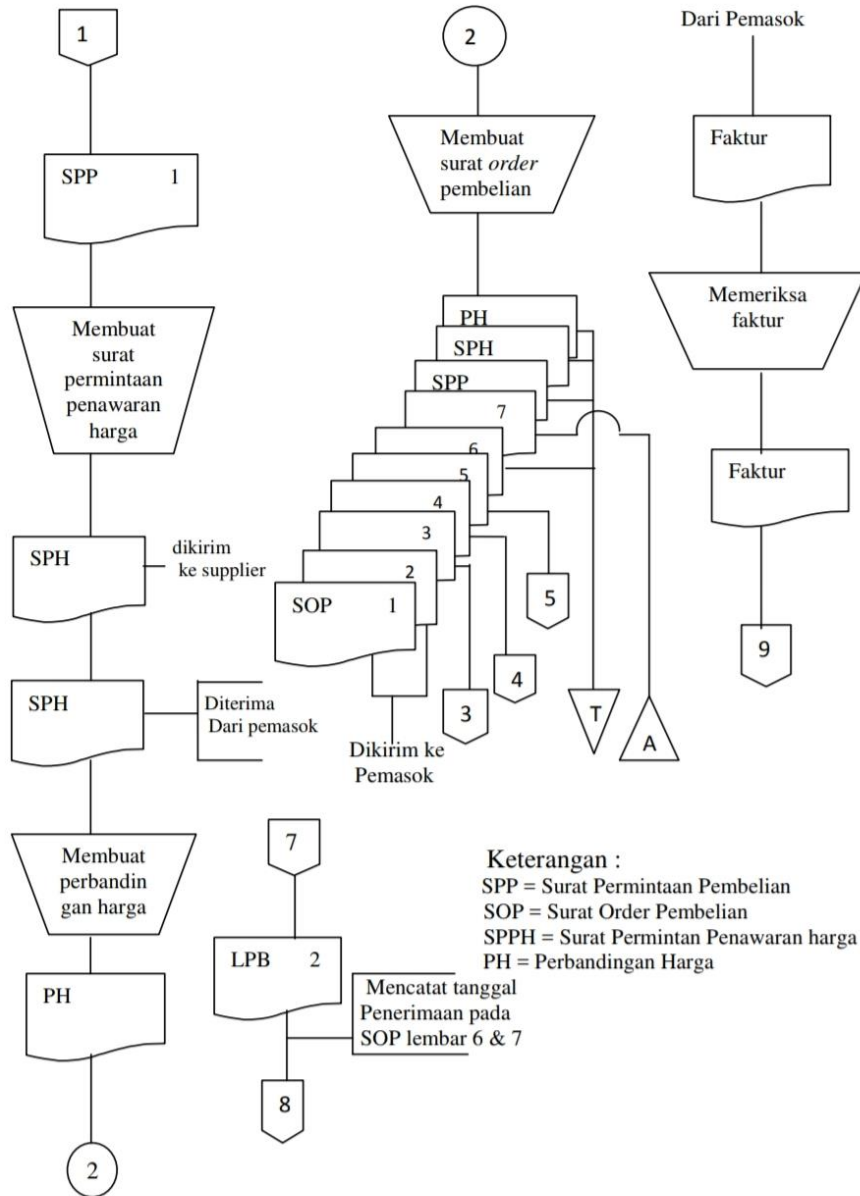 1
SPP 1
Membuat
surat
permintaan
penawaran
harga
SPH
dikirim
ke supplier
SPH
Diterima
Dari pemasok
Membuat
perbandin
gan harga
PH
2
2
Membuat
surat order
pembelian
PH
SPH
SPP
7
6
5
4
3
2
SOP 1
Dikirim ke
Pemasok
3
4
5
T
A
Dari Pemasok
Faktur
Memeriksa
faktur
Faktur
9
7
LPB 2
Mencatat tanggal
Penerimaan pada
SOP lembar 6 & 7
8
Keterangan :
SPP = Surat Permintaan Pembelian
SOP = Surat Order Pembelian
SPPH = Surat Permintan Penawaran harga
PH = Perbandingan Harga